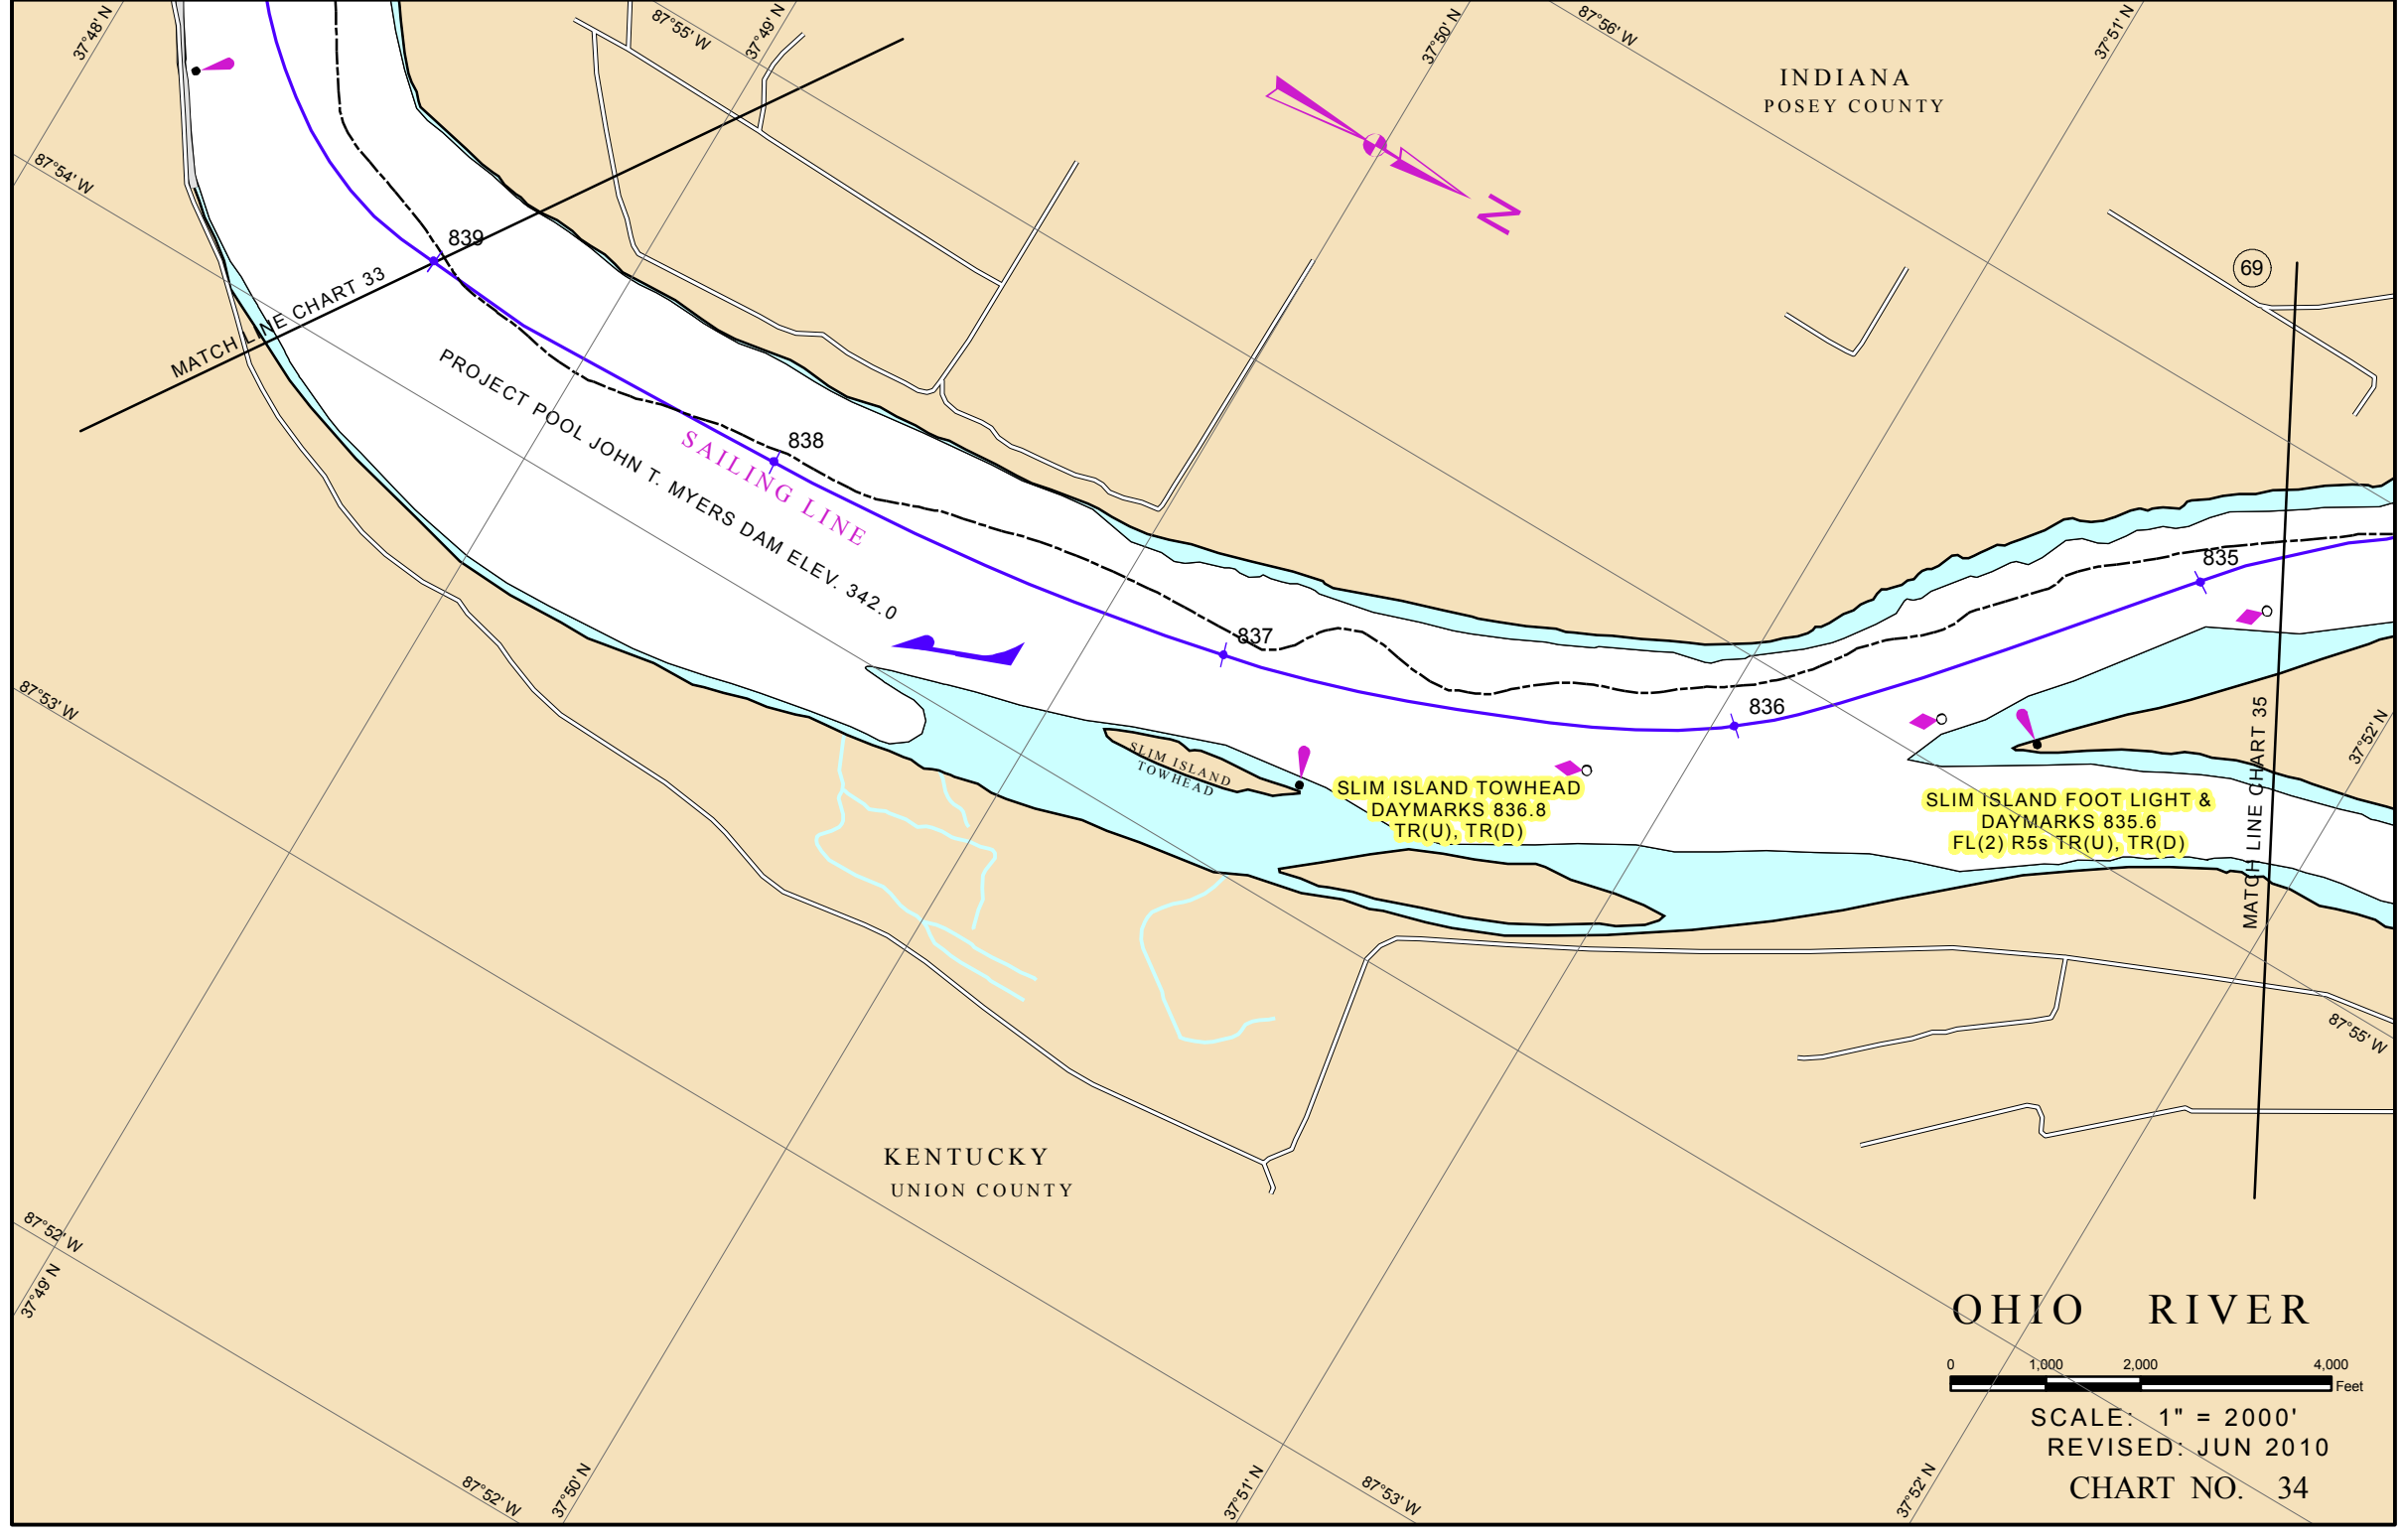 37°48' N
87°55' W
37°49' N
37°50' N
87°56' W
37°51' N
INDIANA
POSEY COUNTY
87°54' W
N
839
69
MATCH LINE CHART 33
PROJECT POOL JOHN T. MYERS DAM ELEV. 342.0
838
SAILING LINE
837
835
836
87°53' W
SLIM ISLAND
TOWHEAD
SLIM ISLAND TOWHEAD
DAYMARKS 836.8
TR(U), TR(D)
SLIM ISLAND FOOT LIGHT &
DAYMARKS 835.6
FL(2) R5s TR(U), TR(D)
MATCH LINE CHART 35
37°52' N
87°55' W
KENTUCKY
UNION COUNTY
87°52' W
37°49' N
OHIO RIVER
0 1,000 2,000 4,000
Feet
SCALE: 1" = 2000'
REVISED: JUN 2010
CHART NO. 34
87°52' W
37°50' N
37°51' N
87°53' W
37°52' N